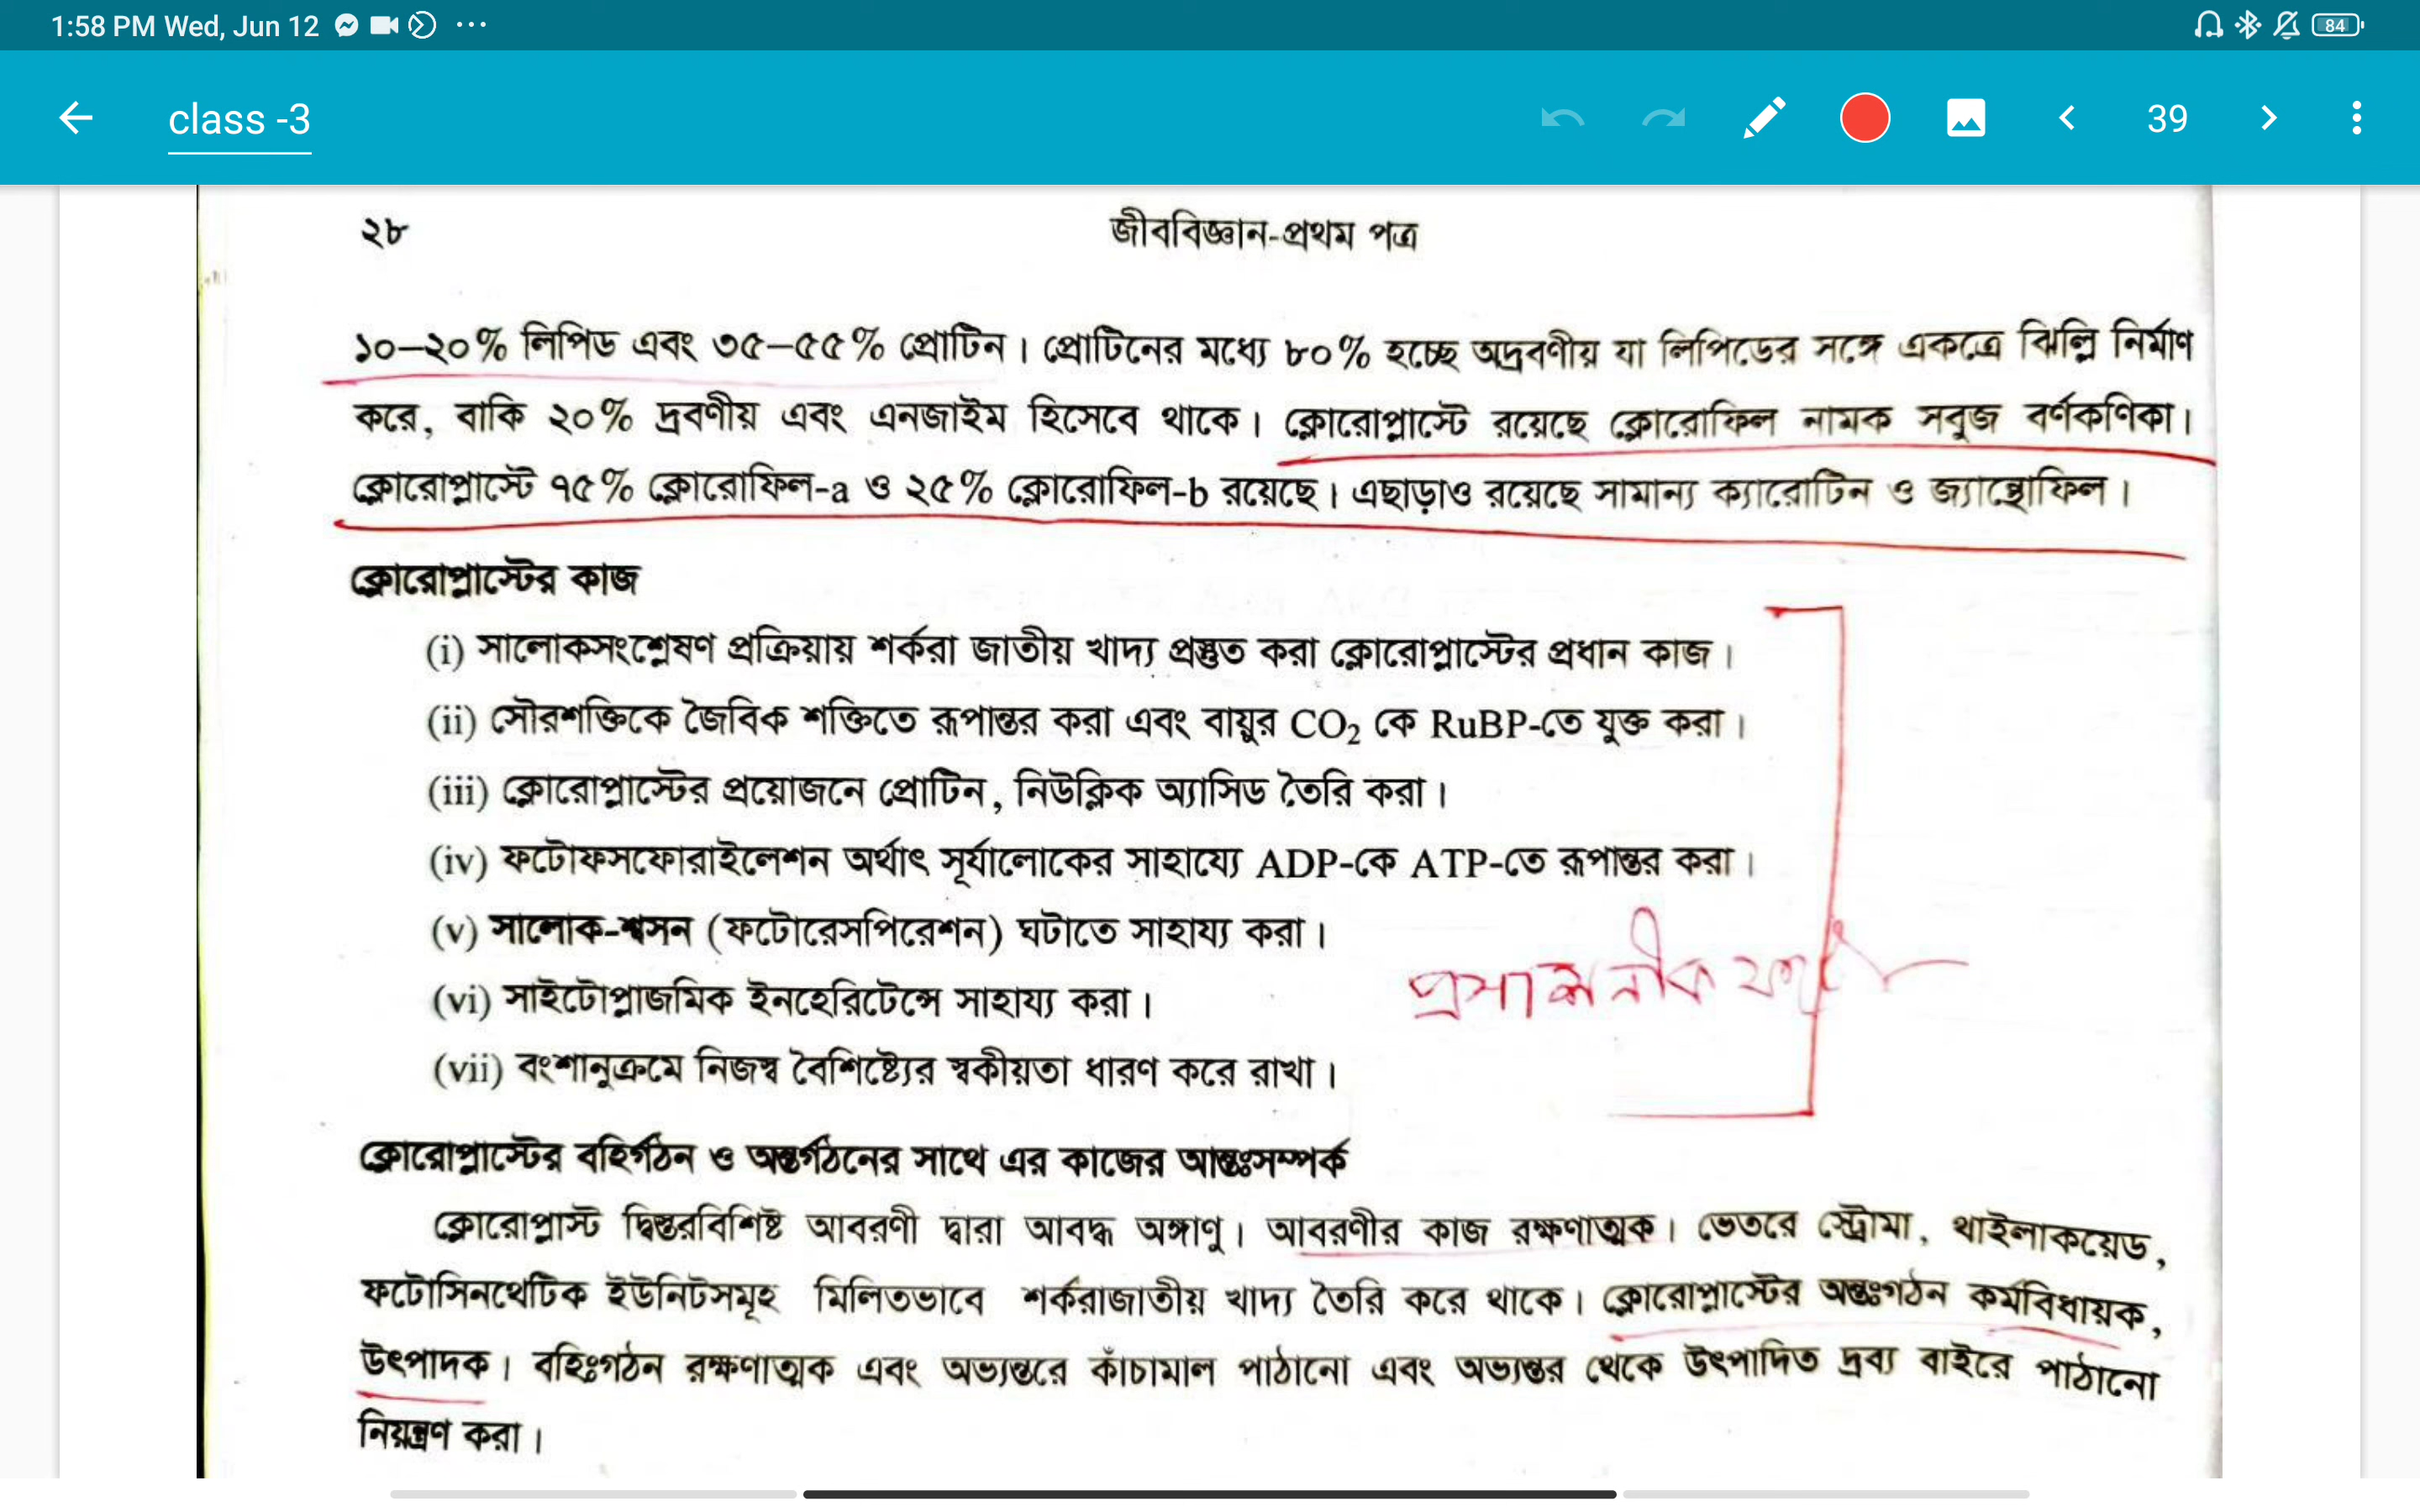 1:58 PM Wed, Jun 12 ... 84
class -3 39
২৮ জীববিজ্ঞান-প্রথম পত্র
১০–২০% লিপিড এবং ৩৫–৫৫% প্রোটিন। প্রোটিনের মধ্যে ৮০% হচ্ছে অদ্রবণীয় যা লিপিডের সঙ্গে একত্রে ঝিল্লি নির্মাণ
করে, বাকি ২০% দ্রবণীয় এবং এনজাইম হিসেবে থাকে। ক্লোরোপ্লাস্টে রয়েছে ক্লোরোফিল নামক সবুজ বর্ণকণিকা।
ক্লোরোপ্লাস্টে ৭৫% ক্লোরোফিল-a ও ২৫% ক্লোরোফিল-b রয়েছে। এছাড়াও রয়েছে সামান্য ক্যারোটিন ও জ্যান্থোফিল।
ক্লোরোপ্লাস্টের কাজ
(i) সালোকসংশ্লেষণ প্রক্রিয়ায় শর্করা জাতীয় খাদ্য প্রস্তুত করা ক্লোরোপ্লাস্টের প্রধান কাজ।
(ii) সৌরশক্তিকে জৈবিক শক্তিতে রূপান্তর করা এবং বায়ুর CO₂ কে RuBP-তে যুক্ত করা।
(iii) ক্লোরোপ্লাস্টের প্রয়োজনে প্রোটিন, নিউক্লিক অ্যাসিড তৈরি করা।
(iv) ফটোফসফোরাইলেশন অর্থাৎ সূর্যালোকের সাহায্যে ADP-কে ATP-তে রূপান্তর করা।
(v) সালোক-শ্বসন (ফটোরেসপিরেশন) ঘটাতে সাহায্য করা।
(vi) সাইটোপ্লাজমিক ইনহেরিটেন্সে সাহায্য করা।
(vii) বংশানুক্রমে নিজস্ব বৈশিষ্ট্যের স্বকীয়তা ধারণ করে রাখা।
ক্লোরোপ্লাস্টের বহির্গঠন ও অন্তর্গঠনের সাথে এর কাজের আন্তঃসম্পর্ক
ক্লোরোপ্লাস্ট দ্বিস্তরবিশিষ্ট আবরণী দ্বারা আবদ্ধ অঙ্গাণু। আবরণীর কাজ রক্ষণাত্মক। ভেতরে স্ট্রোমা, থাইলাকয়েড,
ফটোসিনথেটিক ইউনিটসমূহ মিলিতভাবে শর্করাজাতীয় খাদ্য তৈরি করে থাকে। ক্লোরোপ্লাস্টের অন্তঃগঠন কর্মবিধায়ক,
উৎপাদক। বহিঃগঠন রক্ষণাত্মক এবং অভ্যন্তরে কাঁচামাল পাঠানো এবং অভ্যন্তর থেকে উৎপাদিত দ্রব্য বাইরে পাঠানো
নিয়ন্ত্রণ করা।